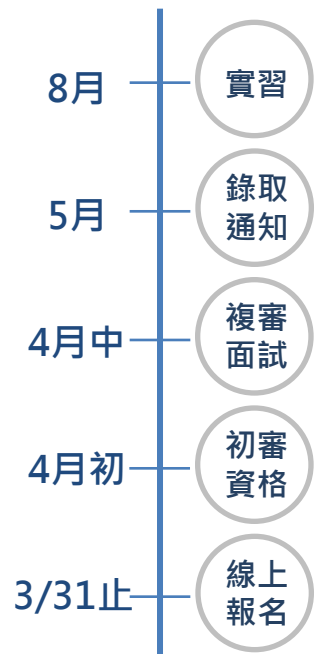 8月
實習
5月
錄取
通知
4月中
複審
面試
4月初
初審
資格
3/31止
線上
報名